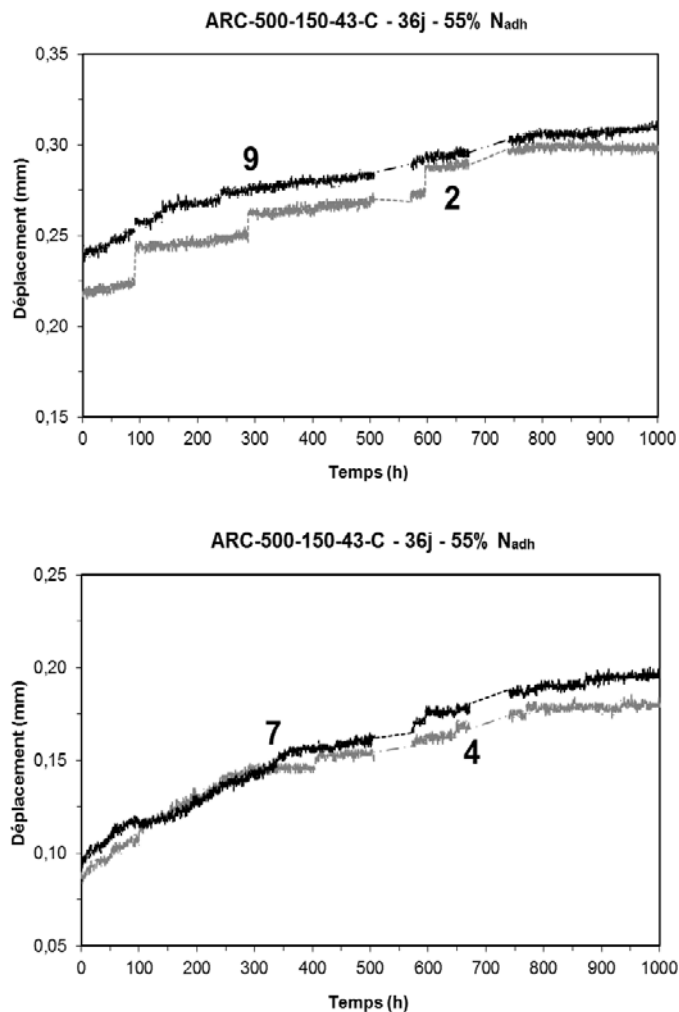 ARC-500-150-43-C - 36j - 55% Nadh
0,35
0,30
0,25
0,20
0,15
Déplacement (mm)
9
2
0 100 200 300 400 500 600 700 800 900 1000
Temps (h)
ARC-500-150-43-C - 36j - 55% Nadh
0,25
0,20
0,15
0,10
0,05
Déplacement (mm)
7
4
0 100 200 300 400 500 600 700 800 900 1000
Temps (h)